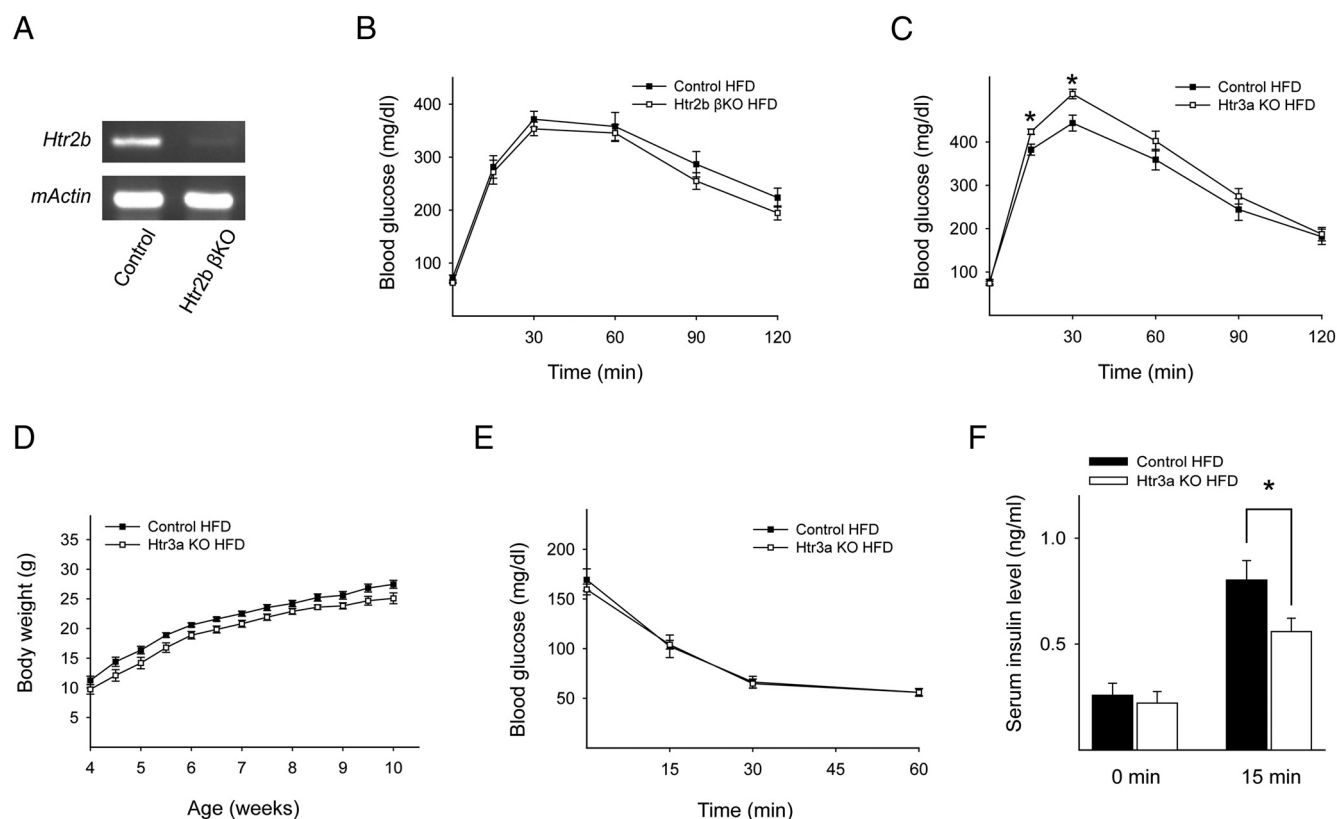 A
Htr2b
mActin
Control
Htr2b βKO
B
Control HFD
Htr2b βKO HFD
Blood glucose (mg/dl)
400
300
200
100
30 60 90 120
Time (min)
C
Control HFD
Htr3a KO HFD
*
*
Blood glucose (mg/dl)
400
300
200
100
30 60 90 120
Time (min)
D
Control HFD
Htr3a KO HFD
Body weight (g)
35
30
25
20
15
10
5
4 5 6 7 8 9 10
Age (weeks)
E
Control HFD
Htr3a KO HFD
Blood glucose (mg/dl)
200
150
100
50
15 30 45 60
Time (min)
F
Control HFD
Htr3a KO HFD
*
Serum insulin level (ng/ml)
1.0
0.5
0 min 15 min